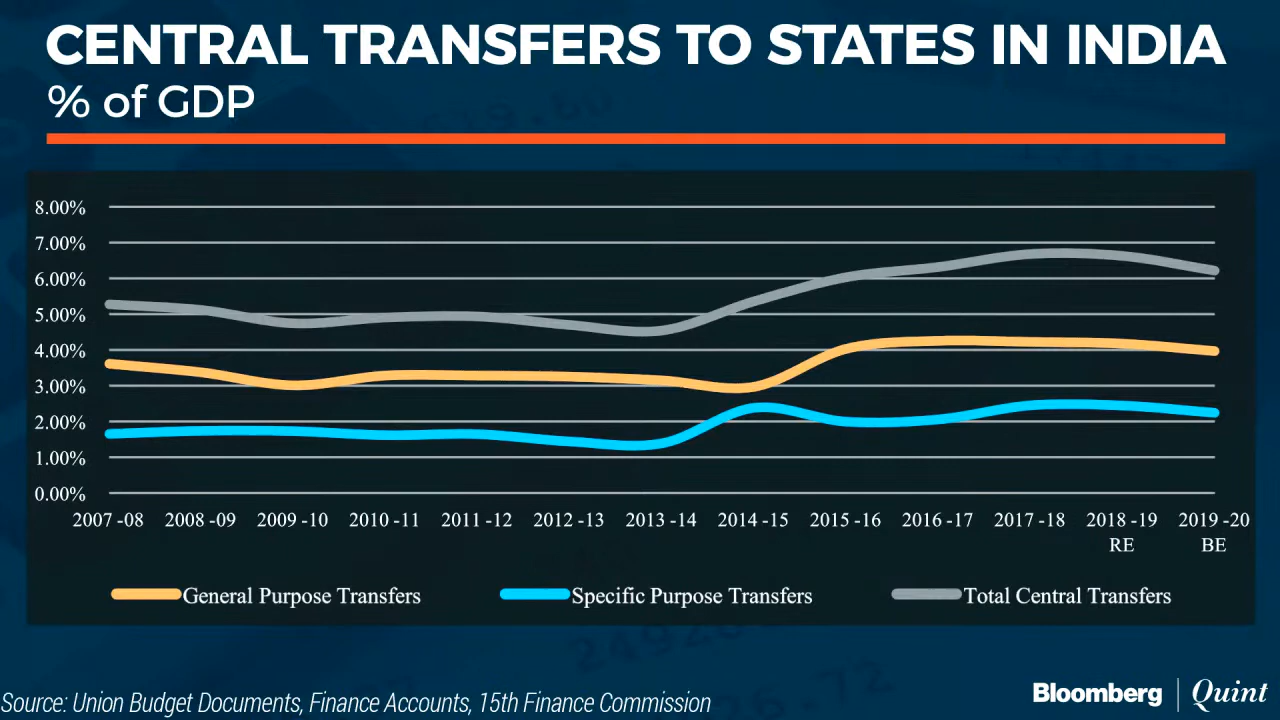 CENTRAL TRANSFERS TO STATES IN INDIA
% of GDP
8.00%
7.00%
6.00%
5.00%
4.00%
3.00%
2.00%
1.00%
0.00%
2007 -08 2008 -09 2009 -10 2010 -11 2011 -12 2012 -13 2013 -14 2014 -15 2015 -16 2016 -17 2017 -18 2018 -19 2019 -20
RE BE
General Purpose Transfers Specific Purpose Transfers Total Central Transfers
Source: Union Budget Documents, Finance Accounts, 15th Finance Commission
Bloomberg | Quint